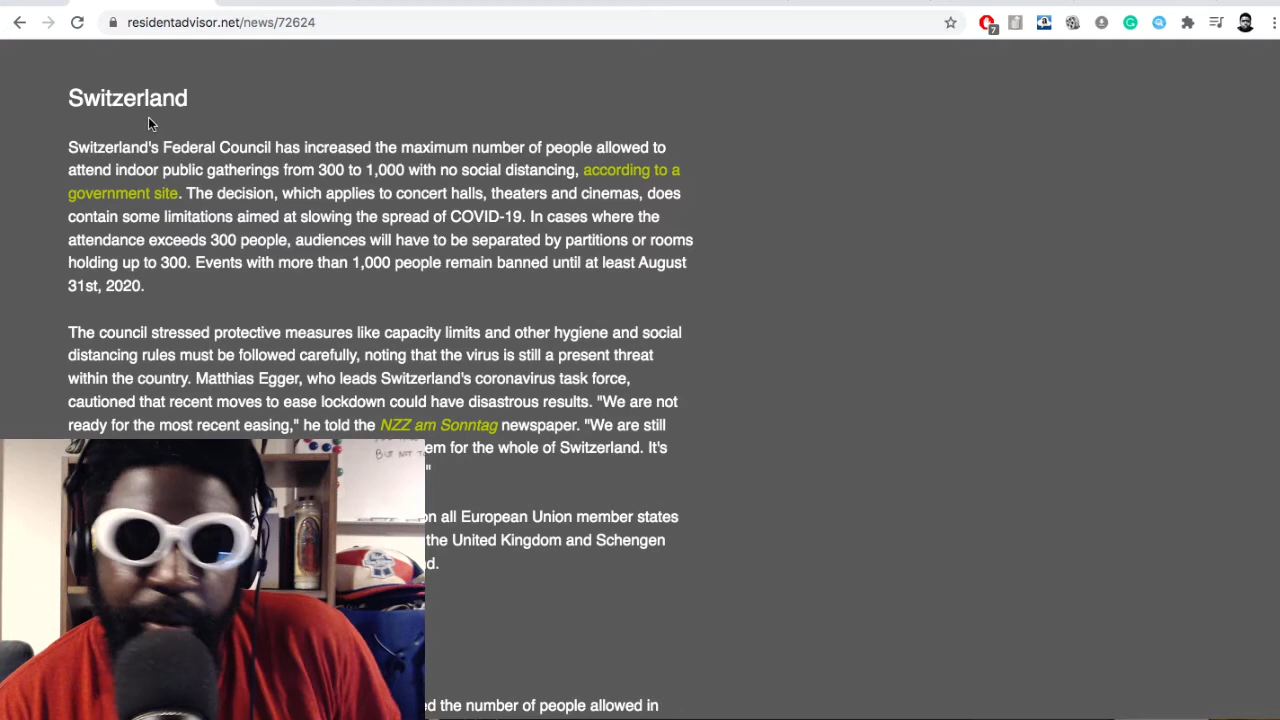 residentadvisor.net/news/72624
7
Switzerland
Switzerland's Federal Council has increased the maximum number of people allowed to
attend indoor public gatherings from 300 to 1,000 with no social distancing, according to a
government site. The decision, which applies to concert halls, theaters and cinemas, does
contain some limitations aimed at slowing the spread of COVID-19. In cases where the
attendance exceeds 300 people, audiences will have to be separated by partitions or rooms
holding up to 300. Events with more than 1,000 people remain banned until at least August
31st, 2020.
The council stressed protective measures like capacity limits and other hygiene and social
distancing rules must be followed carefully, noting that the virus is still a present threat
within the country. Matthias Egger, who leads Switzerland's coronavirus task force,
cautioned that recent moves to ease lockdown could have disastrous results. "We are not
ready for the most recent easing," he told the NZZ am Sonntag newspaper. "We are still
em for the whole of Switzerland. It's
"
BUT NOT
on all European Union member states
the United Kingdom and Schengen
d.
ed the number of people allowed in